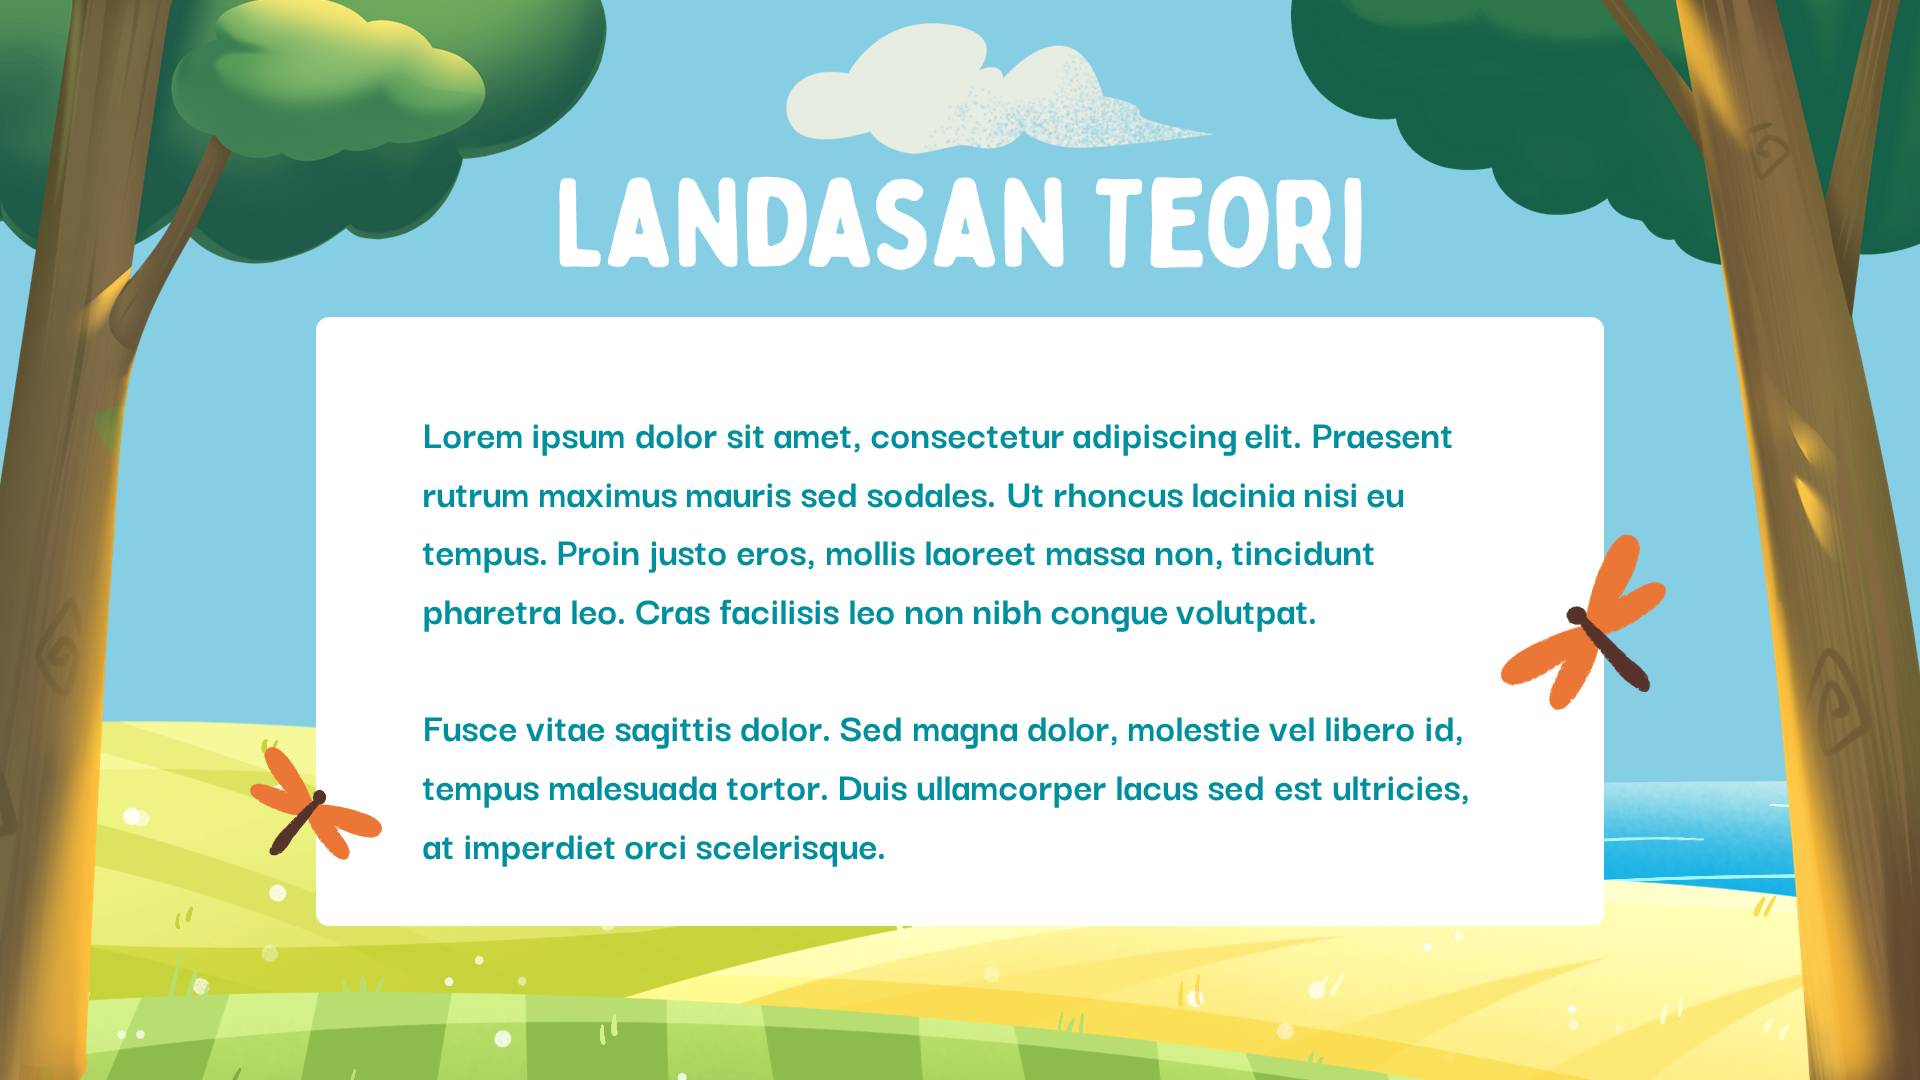 LANDASAN TEORI
Lorem ipsum dolor sit amet, consectetur adipiscing elit. Praesent
rutrum maximus mauris sed sodales. Ut rhoncus lacinia nisi eu
tempus. Proin justo eros, mollis laoreet massa non, tincidunt
pharetra leo. Cras facilisis leo non nibh congue volutpat.
Fusce vitae sagittis dolor. Sed magna dolor, molestie vel libero id,
tempus malesuada tortor. Duis ullamcorper lacus sed est ultricies,
at imperdiet orci scelerisque.